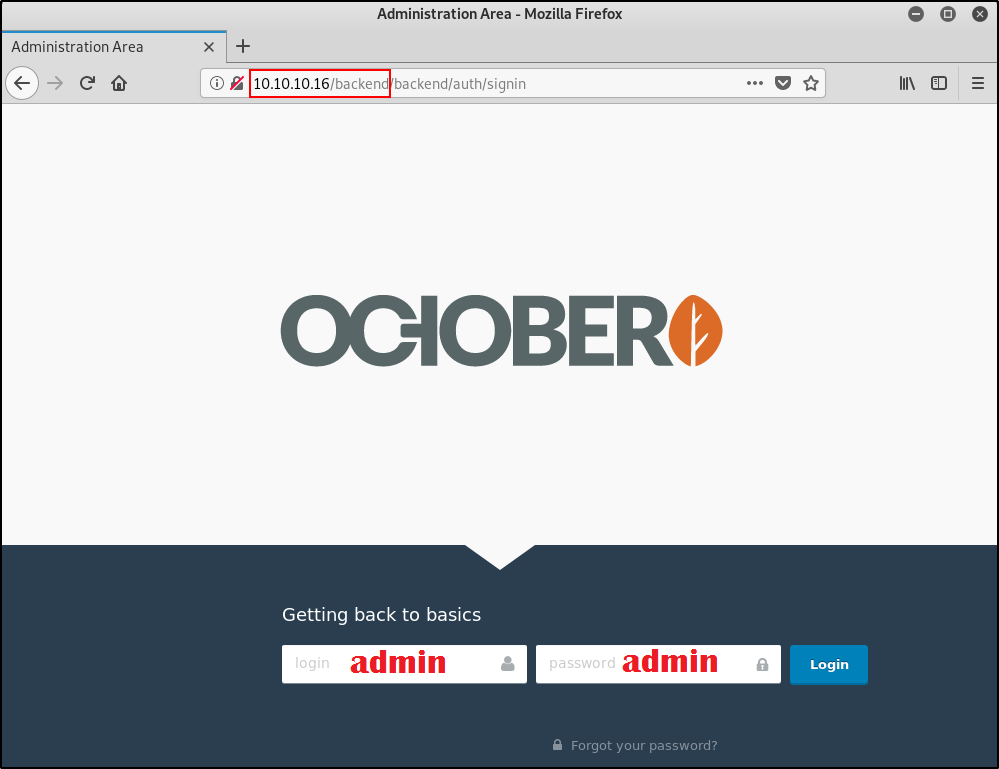 Administration Area - Mozilla Firefox
Administration Area
10.10.10.16/backend/backend/auth/signin
OCTOBER
Getting back to basics
login admin password admin Login
Forgot your password?